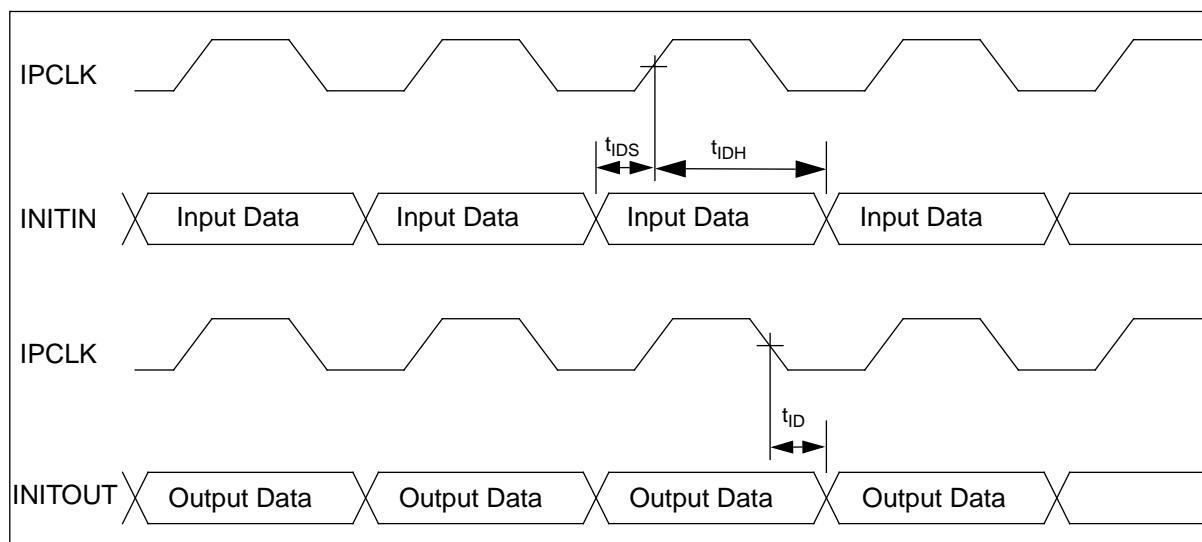 IPCLK
tIDS
tIDH
INITIN
Input Data
Input Data
Input Data
Input Data
IPCLK
tID
INITOUT
Output Data
Output Data
Output Data
Output Data